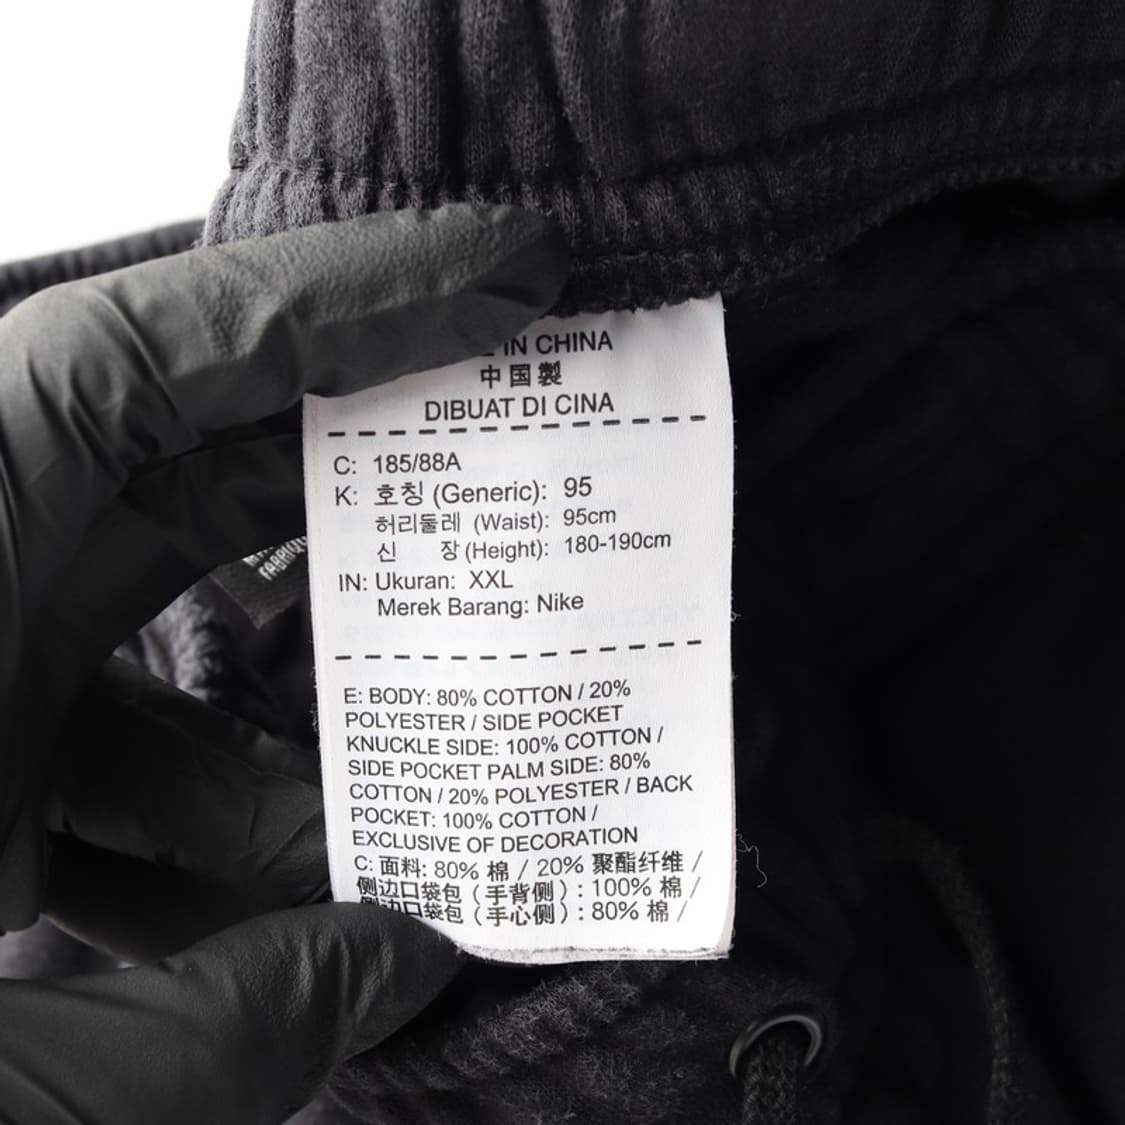 IN CHINA
中国製
DIBUAT DI CINA
C: 185/88A
K: 호칭 (Generic): 95
허리둘레 (Waist): 95cm
신 장 (Height): 180-190cm
IN: Ukuran: XXL
Merek Barang: Nike
E: BODY: 80% COTTON / 20%
POLYESTER / SIDE POCKET
KNUCKLE SIDE: 100% COTTON /
SIDE POCKET PALM SIDE: 80%
COTTON / 20% POLYESTER / BACK
POCKET: 100% COTTON /
EXCLUSIVE OF DECORATION
C: 面料: 80% 棉 / 20% 聚酯纤维 /
侧边口袋包（手背侧）: 100% 棉 /
侧边口袋包（手心侧）: 80% 棉 /